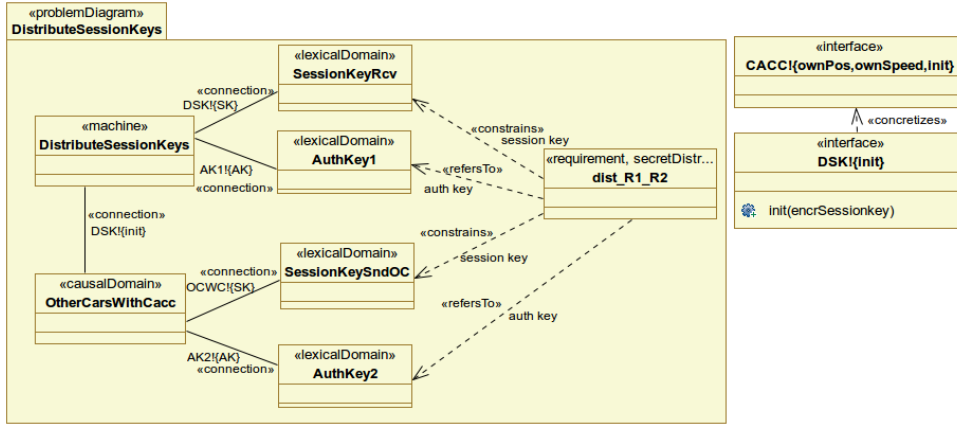 «problemDiagram»
DistributeSessionKeys
«lexicalDomain»
SessionKeyRcv
«connection»
DSK!{SK}
«machine»
DistributeSessionKeys
«lexicalDomain»
AuthKey1
AK1!{AK}
«connection»
«constrains»
session key
«refersTo»
auth key
«requirement, secretDistr...
dist_R1_R2
«connection»
DSK!{init}
«lexicalDomain»
SessionKeySndOC
«connection»
OCWC!{SK}
«constrains»
session key
«causalDomain»
OtherCarsWithCacc
«refersTo»
auth key
AK2!{AK}
«connection»
«lexicalDomain»
AuthKey2
«interface»
CACC!{ownPos,ownSpeed,init}
«concretizes»
«interface»
DSK!{init}
init(encrSessionkey)